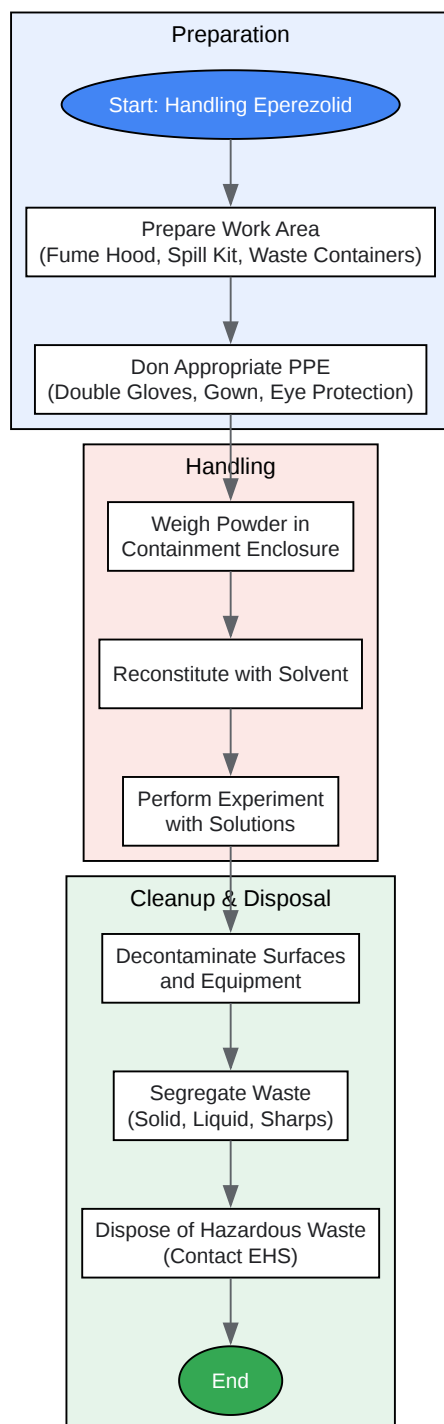 Preparation
Start: Handling Eperezolid
Prepare Work Area
(Fume Hood, Spill Kit, Waste Containers)
Don Appropriate PPE
(Double Gloves, Gown, Eye Protection)
Handling
Weigh Powder in
Containment Enclosure
Reconstitute with Solvent
Perform Experiment
with Solutions
Cleanup & Disposal
Decontaminate Surfaces
and Equipment
Segregate Waste
(Solid, Liquid, Sharps)
Dispose of Hazardous Waste
(Contact EHS)
End